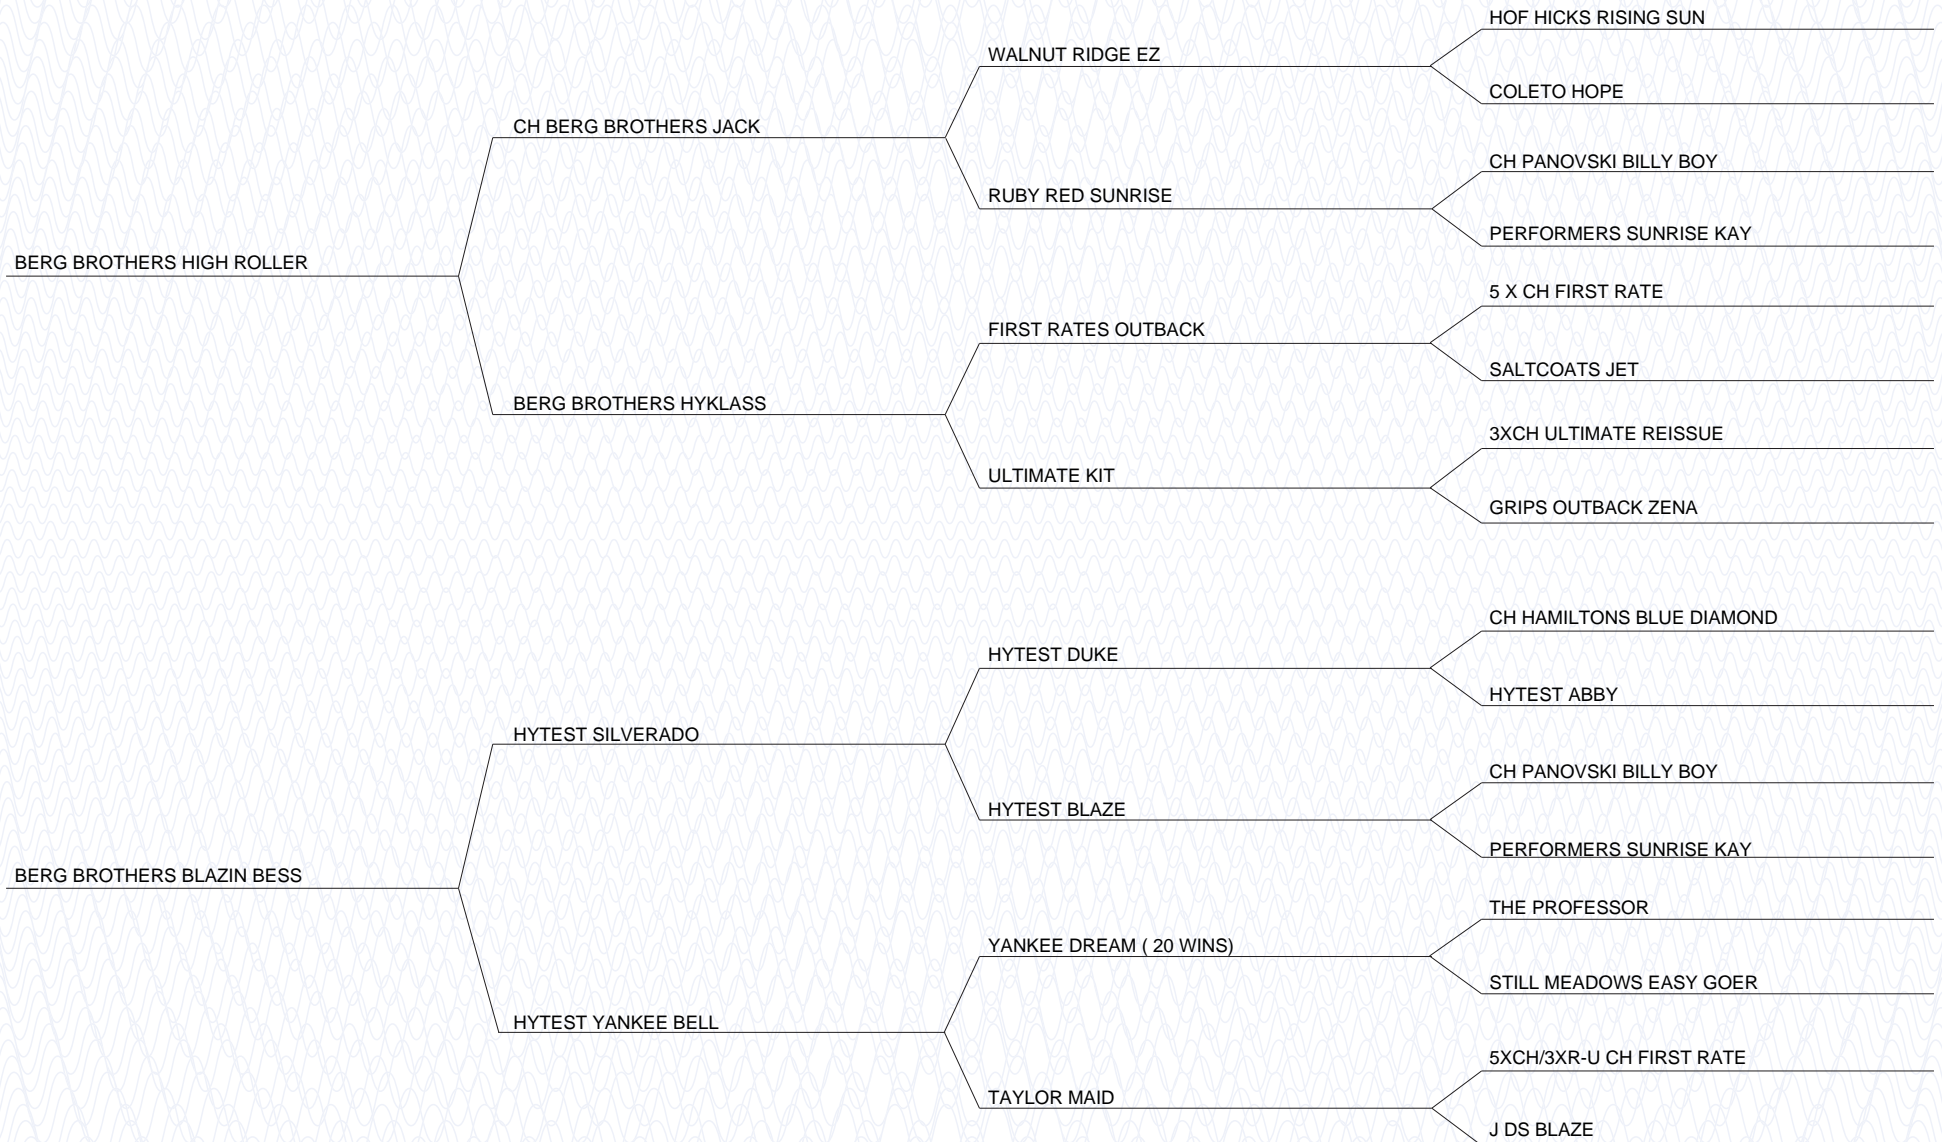 HOF HICKS RISING SUN
WALNUT RIDGE EZ
COLETO HOPE
CH BERG BROTHERS JACK
CH PANOVSKI BILLY BOY
RUBY RED SUNRISE
PERFORMERS SUNRISE KAY
BERG BROTHERS HIGH ROLLER
5 X CH FIRST RATE
FIRST RATES OUTBACK
SALTCOATS JET
BERG BROTHERS HYKLASS
3XCH ULTIMATE REISSUE
ULTIMATE KIT
GRIPS OUTBACK ZENA
CH HAMILTONS BLUE DIAMOND
HYTEST DUKE
HYTEST ABBY
HYTEST SILVERADO
CH PANOVSKI BILLY BOY
HYTEST BLAZE
PERFORMERS SUNRISE KAY
BERG BROTHERS BLAZIN BESS
THE PROFESSOR
YANKEE DREAM ( 20 WINS)
STILL MEADOWS EASY GOER
HYTEST YANKEE BELL
5XCH/3XR-U CH FIRST RATE
TAYLOR MAID
J DS BLAZE